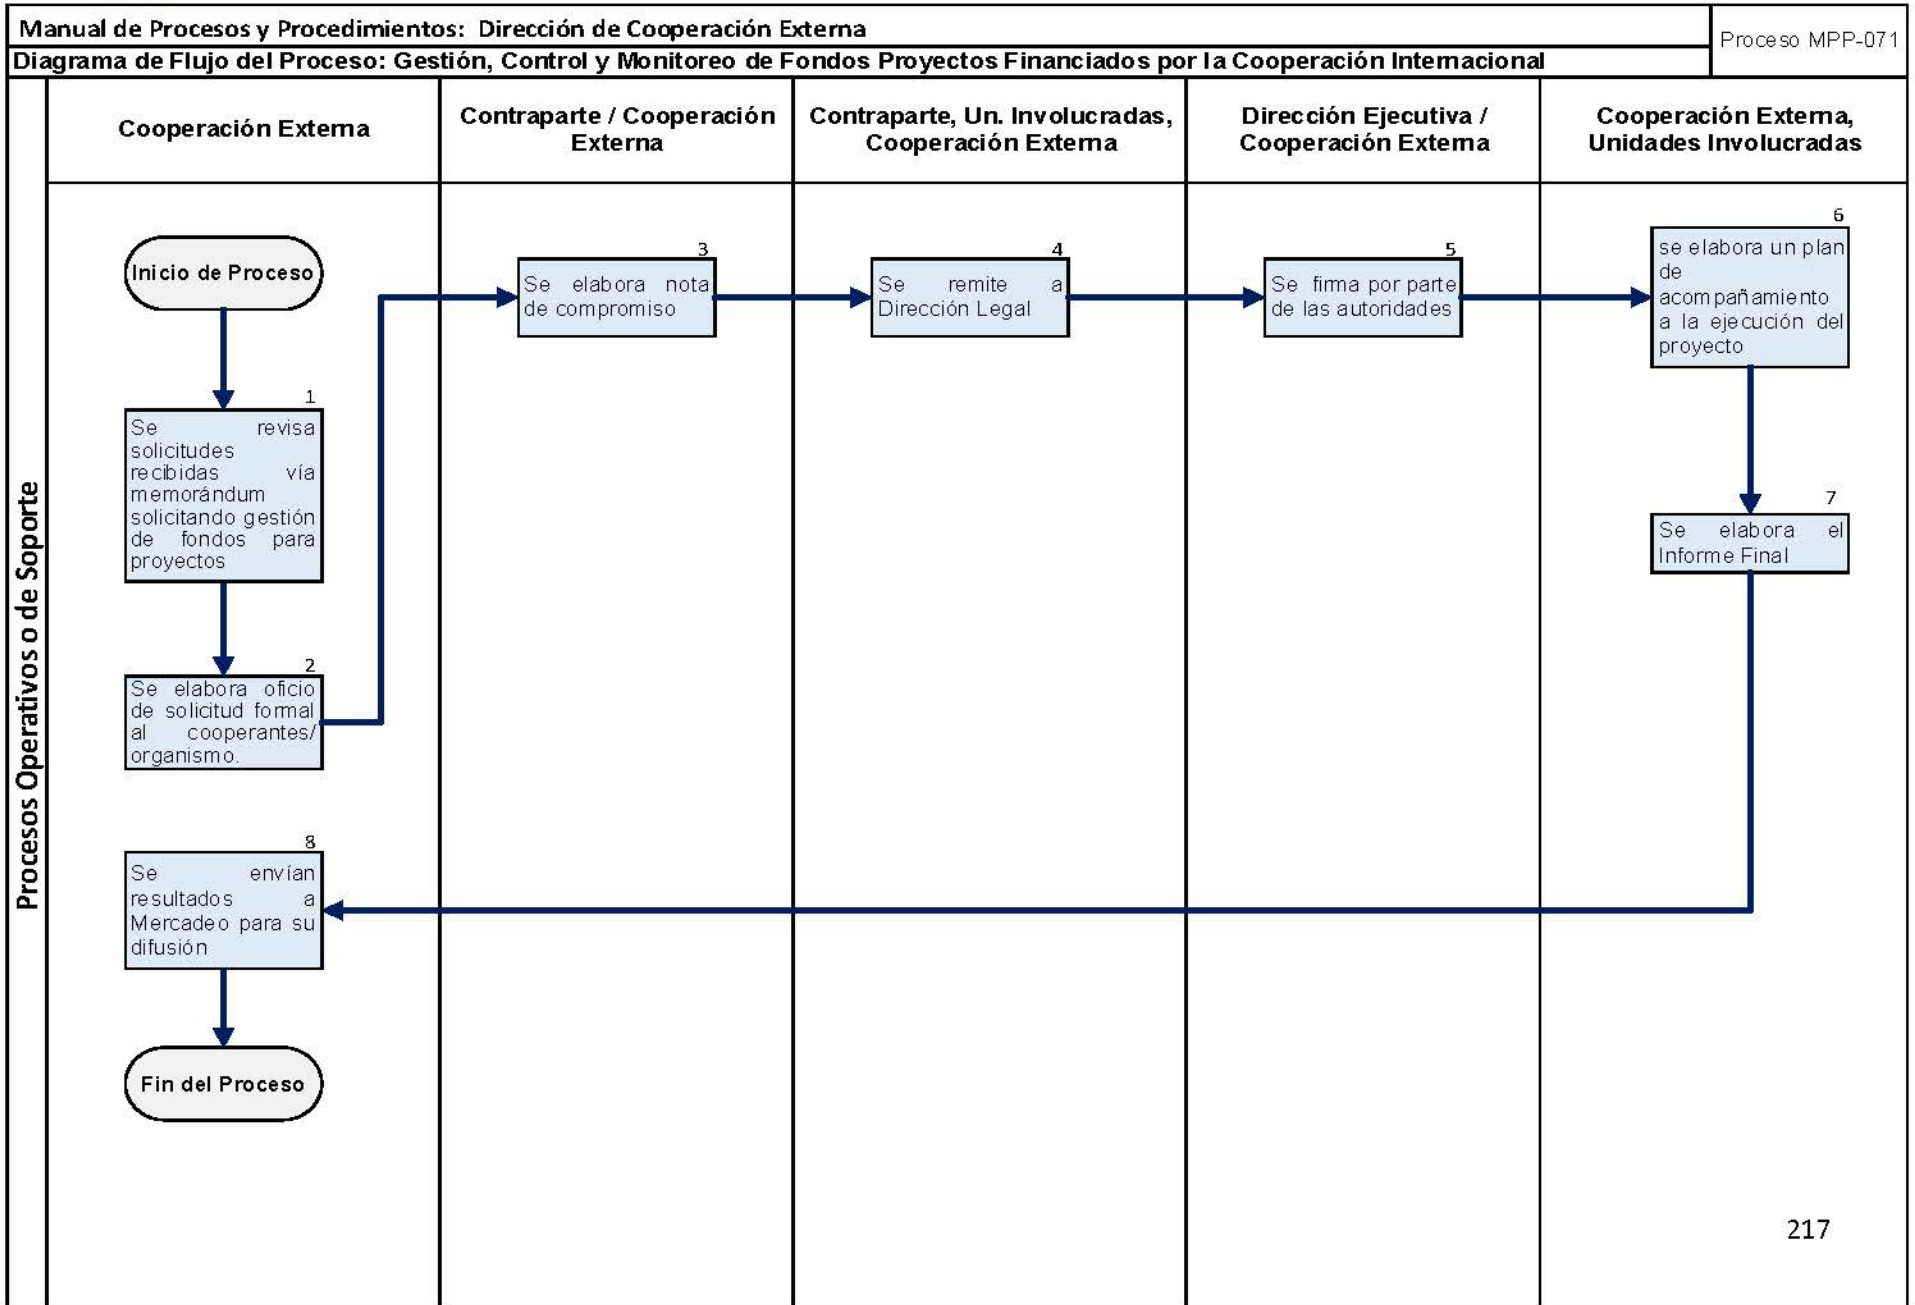 Manual de Procesos y Procedimientos: Dirección de Cooperación Externa
Proceso MPP-071
Diagrama de Flujo del Proceso: Gestión, Control y Monitoreo de Fondos Proyectos Financiados por la Cooperación Internacional
Procesos Operativos o de Soporte
Cooperación Externa
Contraparte / Cooperación
Externa
Contraparte, Un. Involucradas,
Cooperación Externa
Dirección Ejecutiva /
Cooperación Externa
Cooperación Externa,
Unidades Involucradas
Inicio de Proceso
1
Se revisa
solicitudes
recibidas vía
memorándum
solicitando gestión
de fondos para
proyectos
2
Se elabora oficio
de solicitud formal
al cooperantes/
organismo.
3
Se elabora nota
de compromiso
4
Se remite a
Dirección Legal
5
Se firma por parte
de las autoridades
6
se elabora un plan
de
acompañamiento
a la ejecución del
proyecto
7
Se elabora el
Informe Final
8
Se envían
resultados a
Mercadeo para su
difusión
Fin del Proceso
217